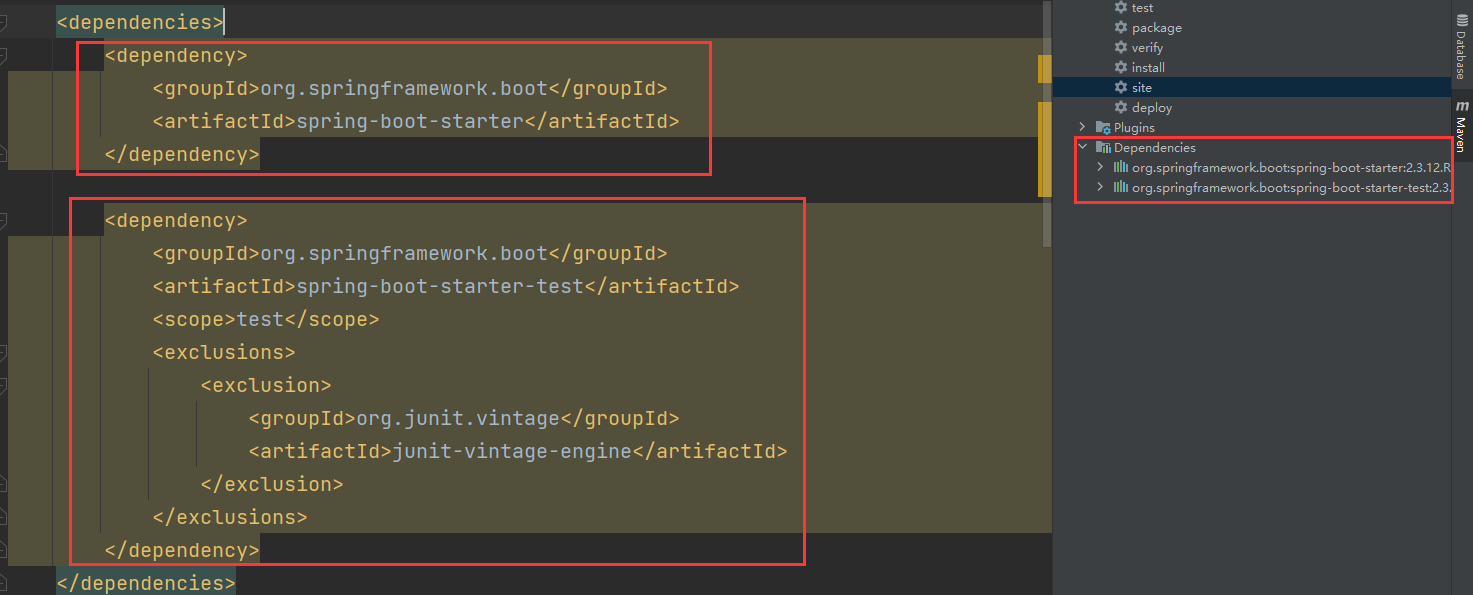 <dependencies>
<dependency>
<groupId>org.springframework.boot</groupId>
<artifactId>spring-boot-starter</artifactId>
</dependency>
<dependency>
<groupId>org.springframework.boot</groupId>
<artifactId>spring-boot-starter-test</artifactId>
<scope>test</scope>
<exclusions>
<exclusion>
<groupId>org.junit.vintage</groupId>
<artifactId>junit-vintage-engine</artifactId>
</exclusion>
</exclusions>
</dependency>
</dependencies>
test
package
verify
install
site
deploy
Plugins
Dependencies
org.springframework.boot:spring-boot-starter:2.3.12.R
org.springframework.boot:spring-boot-starter-test:2.3.
Database
m
Maven